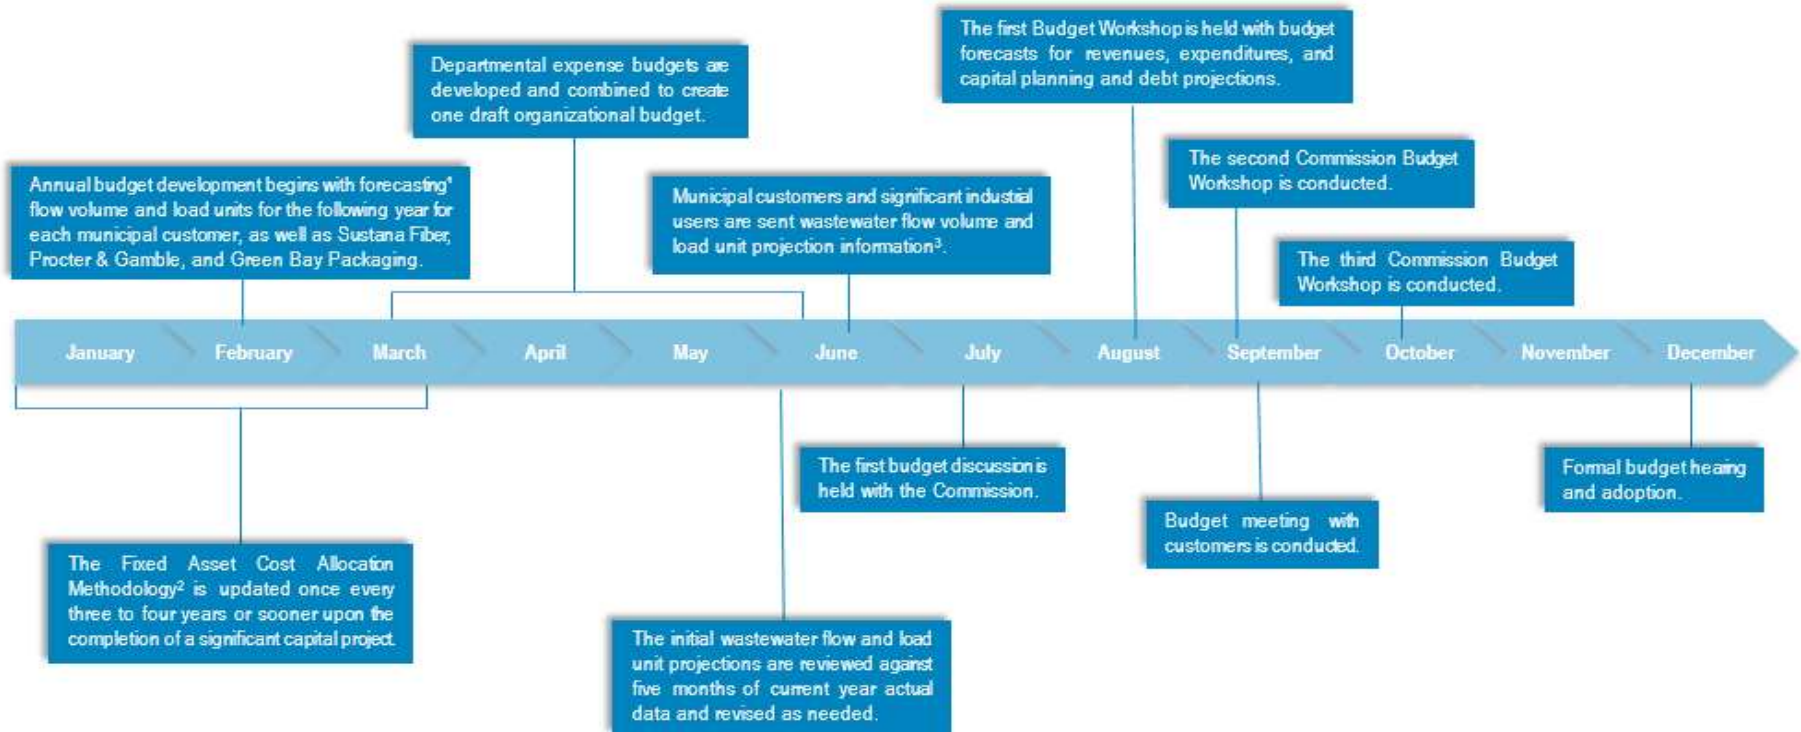 The first Budget Workshop is held with budget
forecasts for revenues, expenditures, and
capital planning and debt projections.
Departmental expense budgets are
developed and combined to create
one draft organizational budget.
The second Commission Budget
Workshop is conducted.
Annual budget development begins with forecasting¹
flow volume and load units for the following year for
each municipal customer, as well as Sustana Fiber,
Procter & Gamble, and Green Bay Packaging.
Municipal customers and significant industrial
users are sent wastewater flow volume and
load unit projection information³.
The third Commission Budget
Workshop is conducted.
January February March April May June July August September October November December
The first budget discussion is
held with the Commission.
Formal budget hearing
and adoption.
Budget meeting with
customers is conducted.
The Fixed Asset Cost Allocation
Methodology² is updated once every
three to four years or sooner upon the
completion of a significant capital project.
The initial wastewater flow and load
unit projections are reviewed against
five months of current year actual
data and revised as needed.